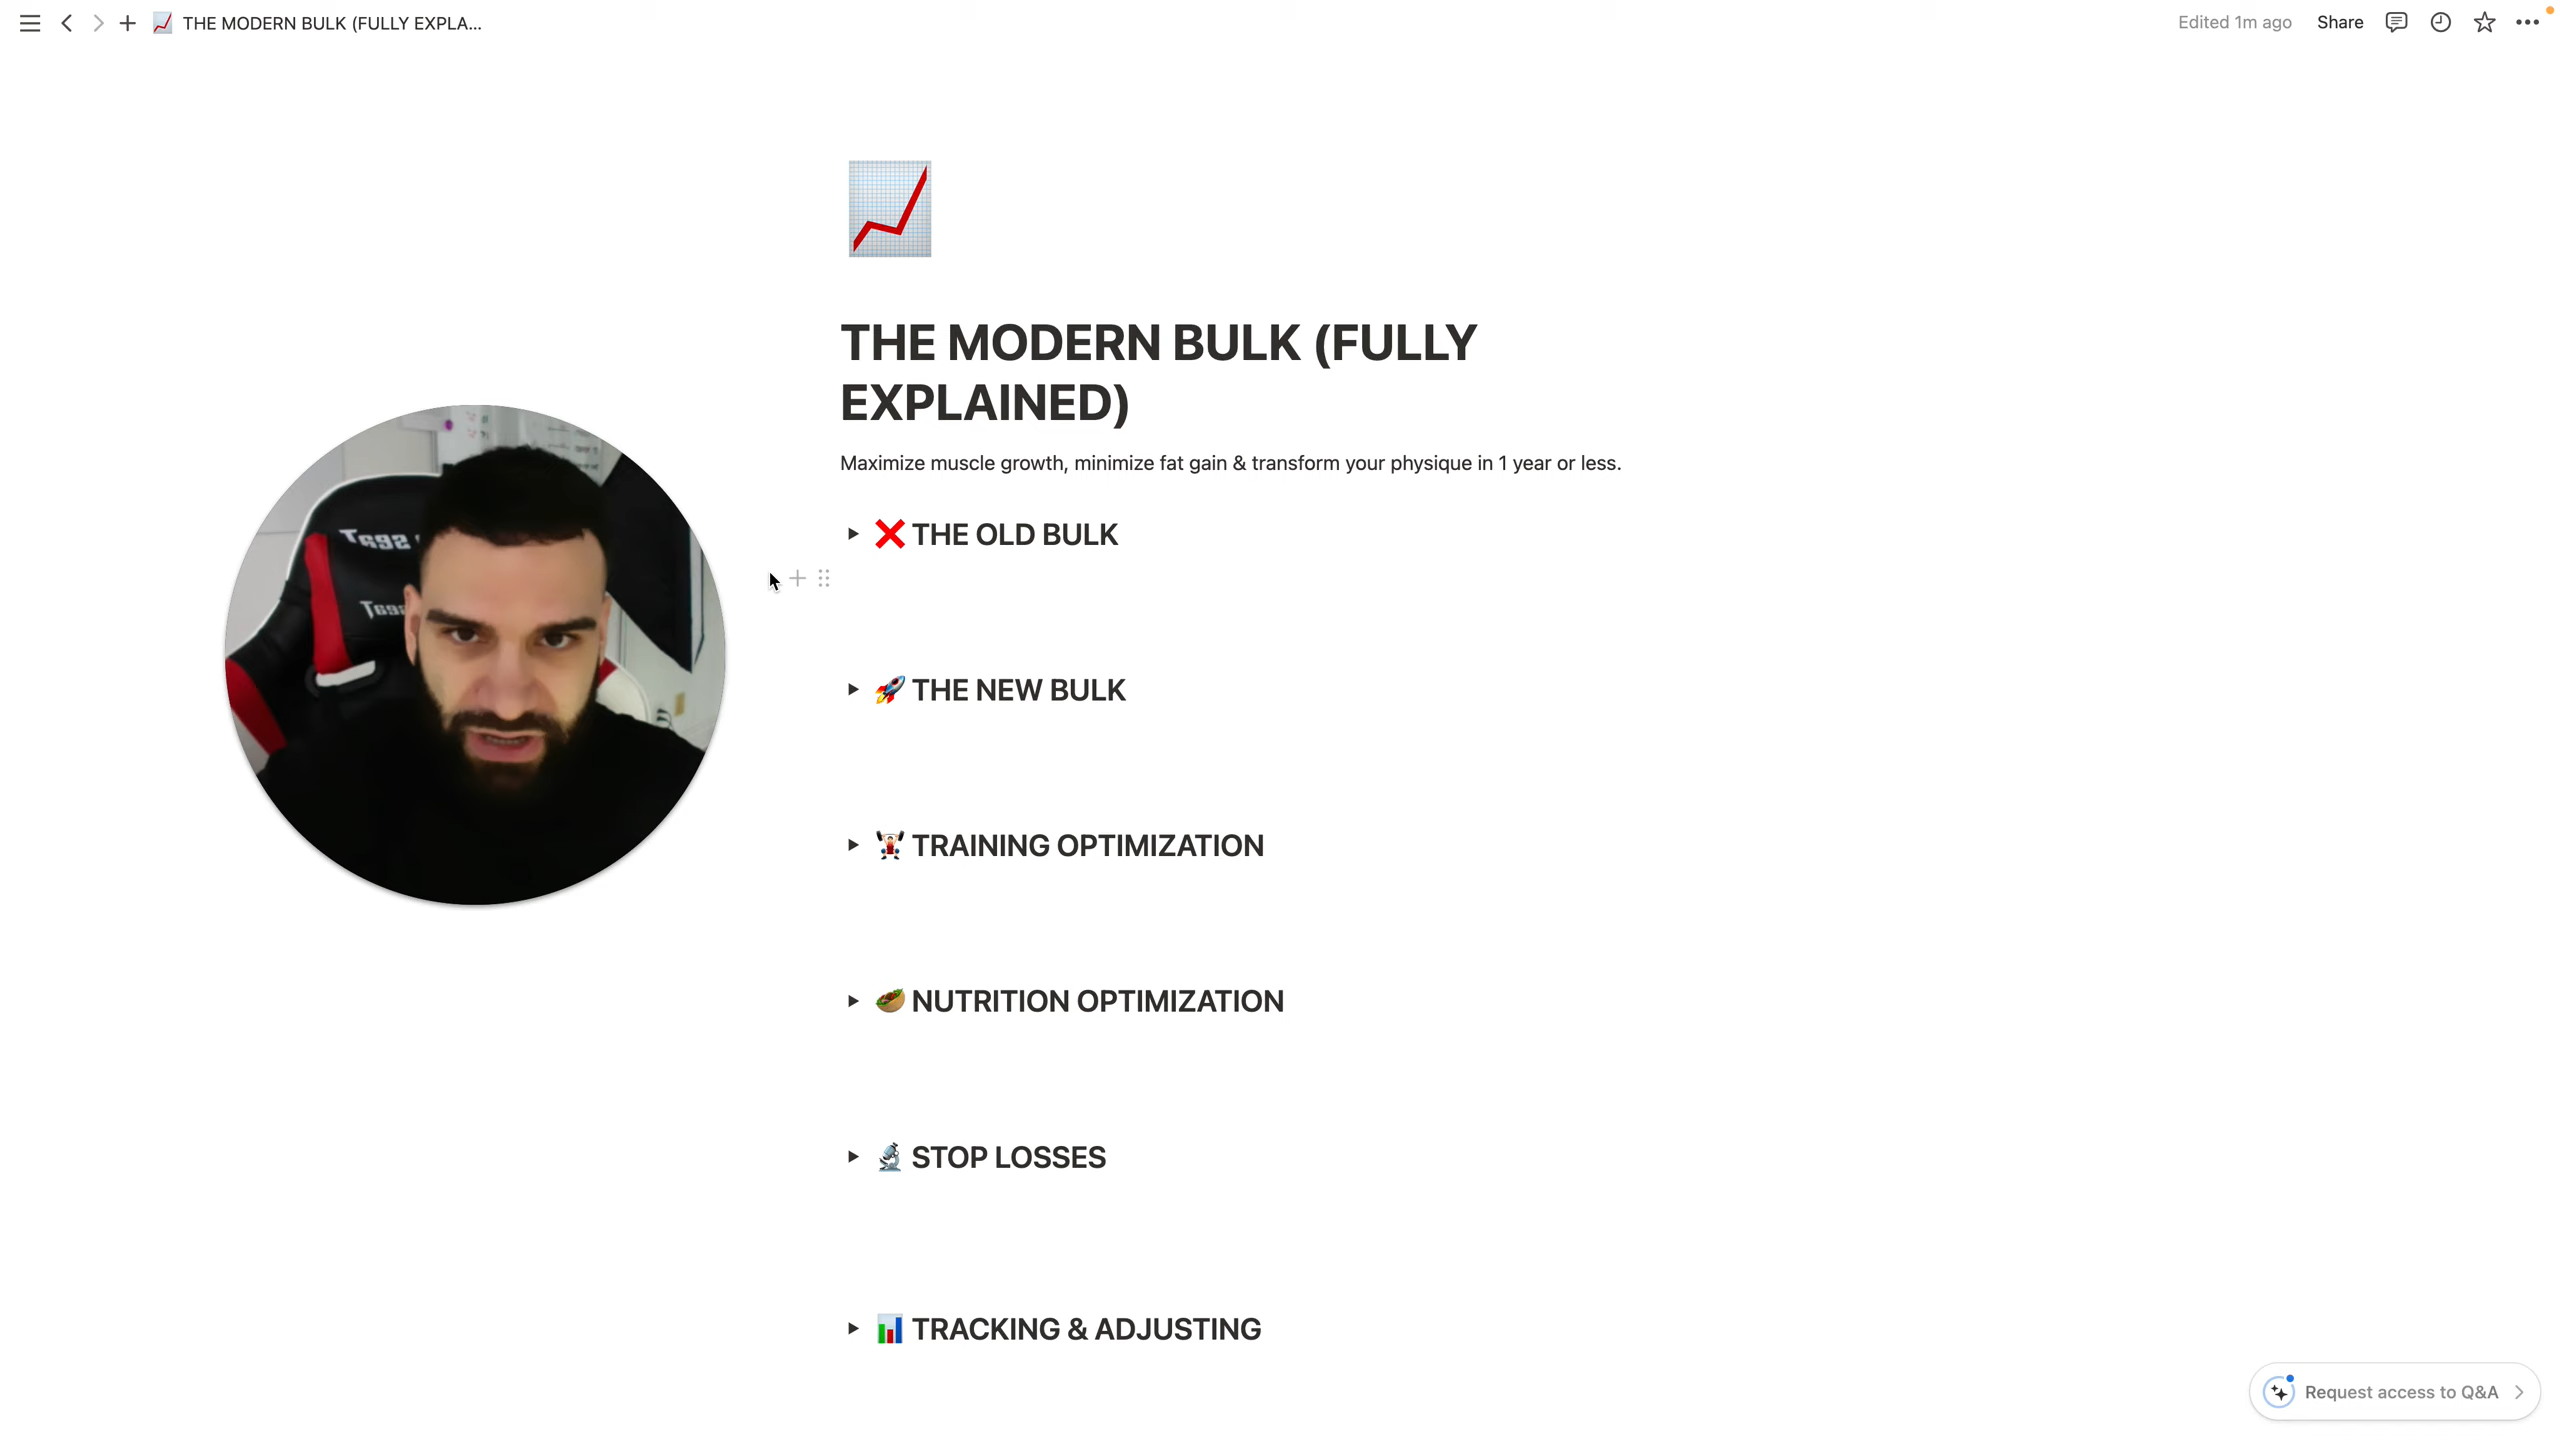 THE MODERN BULK (FULLY EXPLA...
Edited 1m ago
Share
THE MODERN BULK (FULLY
EXPLAINED)
Maximize muscle growth, minimize fat gain & transform your physique in 1 year or less.
THE OLD BULK
THE NEW BULK
TRAINING OPTIMIZATION
NUTRITION OPTIMIZATION
STOP LOSSES
TRACKING & ADJUSTING
Request access to Q&A